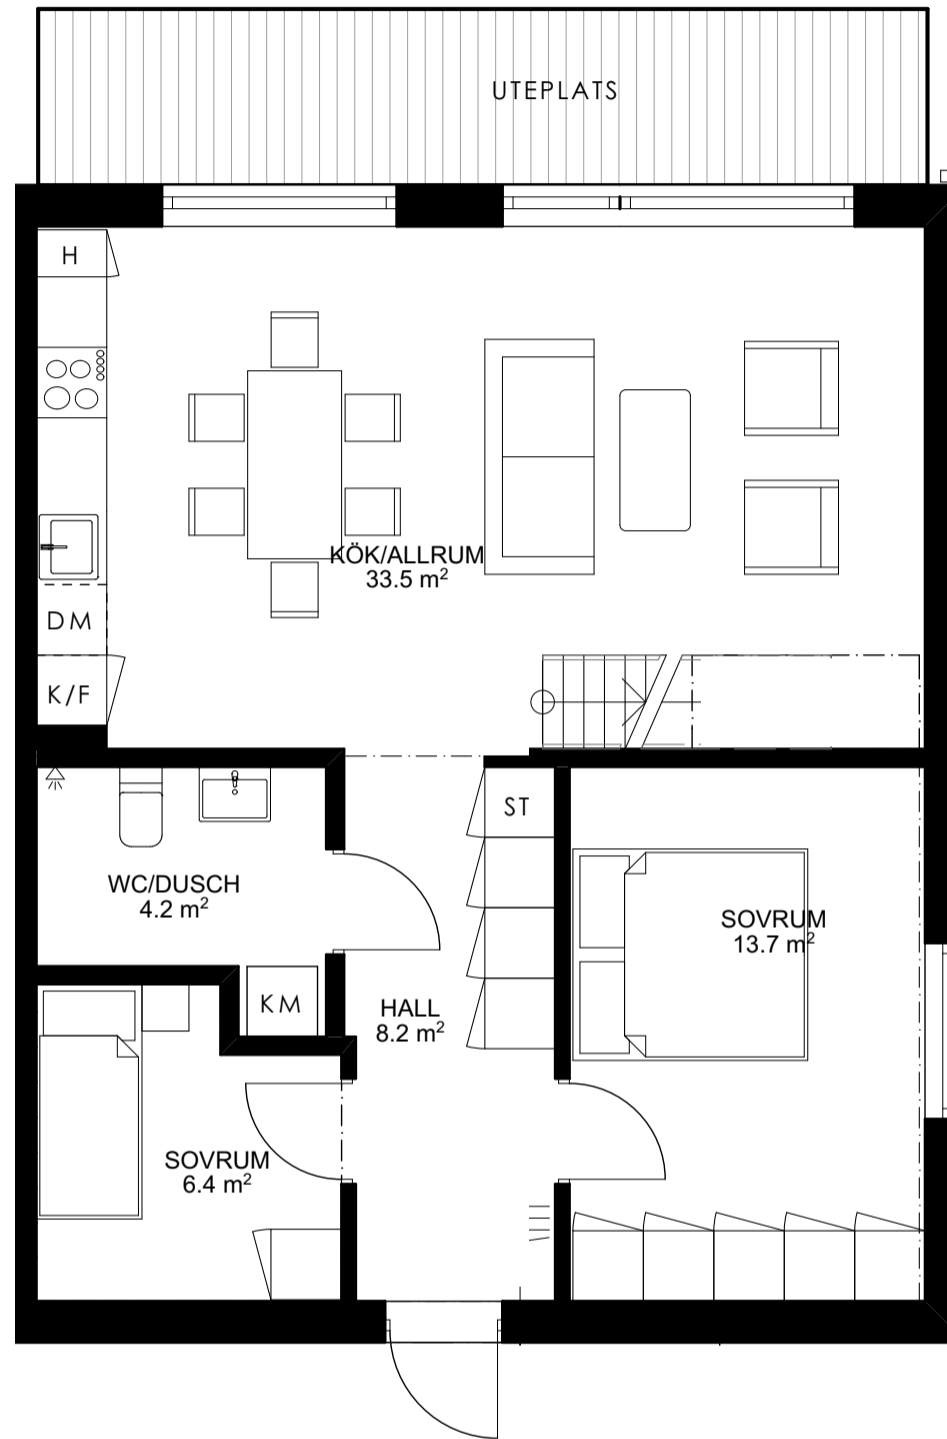 UTEPLATS
H
KÖK/ALLRUM
33.5 m²
DM
K/F
ST
WC/DUSCH
4.2 m²
SOVRUM
13.7 m²
KM
HALL
8.2 m²
SOVRUM
6.4 m²